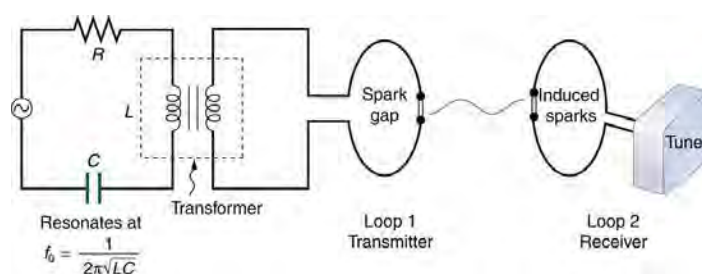 R
L
C
Transformer
Resonates at
f₀ = 1
2π√LC
Spark
gap
Loop 1
Transmitter
Induced
sparks
Loop 2
Receiver
Tune